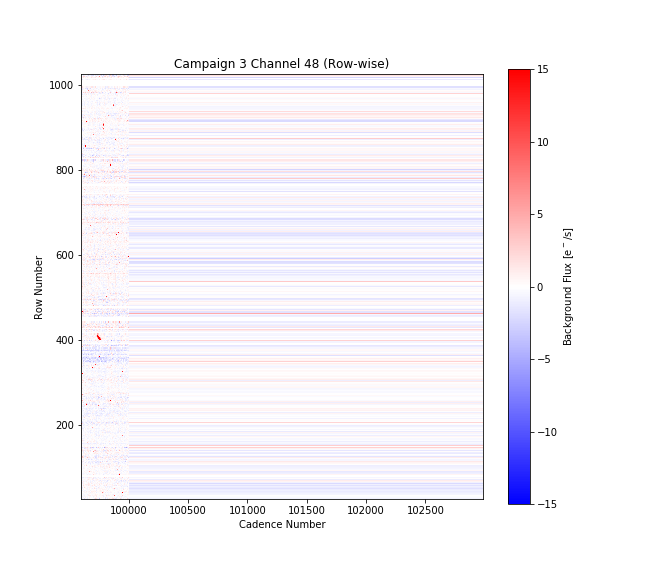 Campaign 3 Channel 48 (Row-wise)
1000
800
600
400
200
Row Number
100000 100500 101000 101500 102000 102500
Cadence Number
15
10
5
0
−5
−10
−15
Background Flux [e⁻/s]